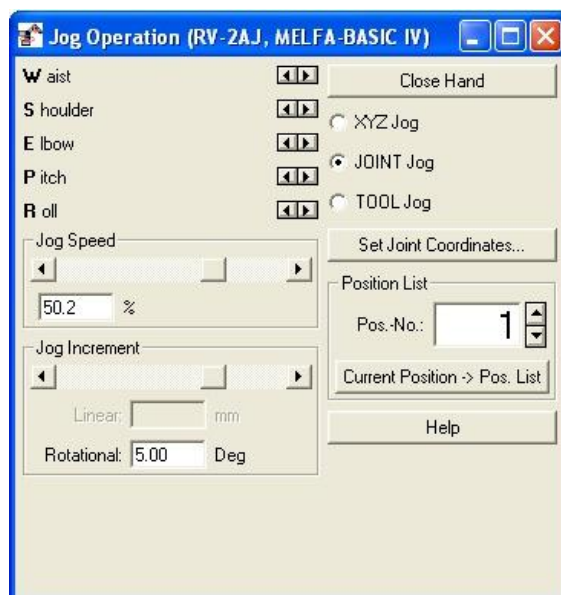 Jog Operation (RV-2AJ, MELFA-BASIC IV)
W aist
S houlder
E lbow
P itch
R oll
Close Hand
XYZ Jog
JOINT Jog
TOOL Jog
Set Joint Coordinates...
Jog Speed
50.2 %
Jog Increment
Linear: mm
Rotational: 5.00 Deg
Position List
Pos.-No.: 1
Current Position -> Pos. List
Help